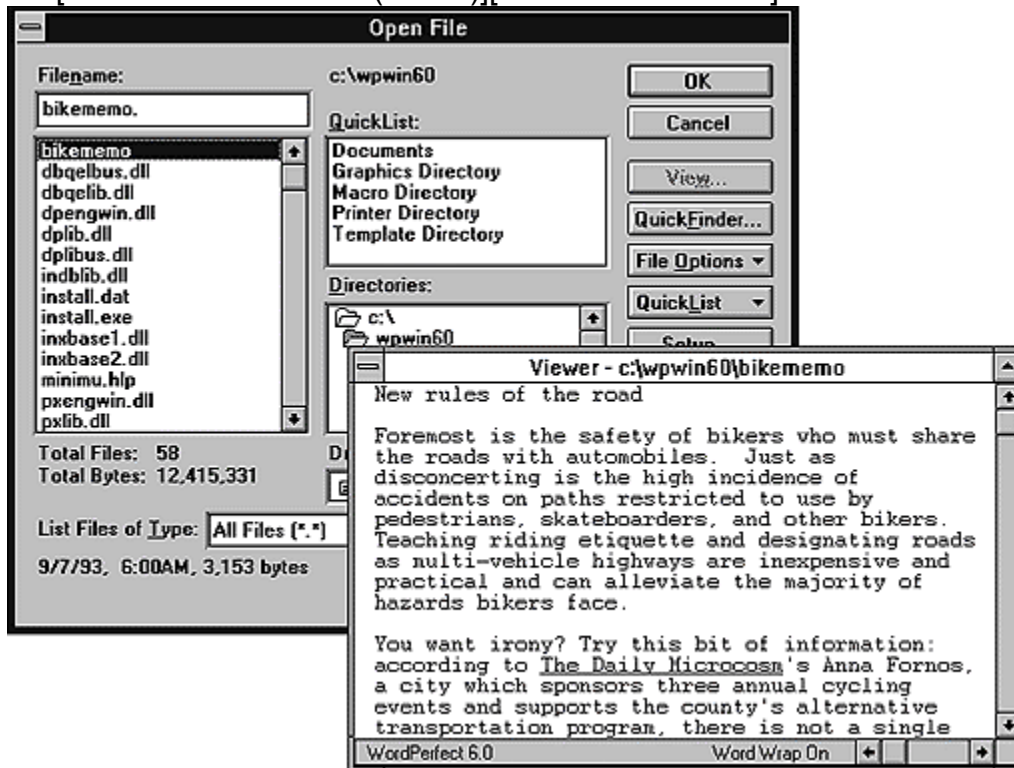 Open File
Filename:
bikememo.
bikememo
dbqelbus.dll
dbqelib.dll
dpengwin.dll
dplib.dll
dplibus.dll
indblib.dll
install.dat
install.exe
inxbase1.dll
inxbase2.dll
minimu.hlp
pxengwin.dll
pxlib.dll
Total Files: 58
Total Bytes: 12,415,331
List Files of Type: All Files (*.*)
9/7/93, 6:00AM, 3,153 bytes
c:\wpwin60
QuickList:
Documents
Graphics Directory
Macro Directory
Printer Directory
Template Directory
Directories:
c:\
wpwin60
OK
Cancel
View...
QuickFinder...
File Options
QuickList
Setup
Viewer - c:\wpwin60\bikememo
New rules of the road
Foremost is the safety of bikers who must share
the roads with automobiles. Just as
disconcerting is the high incidence of
accidents on paths restricted to use by
pedestrians, skateboarders, and other bikers.
Teaching riding etiquette and designating roads
as multi-vehicle highways are inexpensive and
practical and can alleviate the majority of
hazards bikers face.
You want irony? Try this bit of information:
according to The Daily Microcosm's Anna Fornos,
a city which sponsors three annual cycling
events and supports the county's alternative
transportation program, there is not a single
WordPerfect 6.0
Word Wrap On